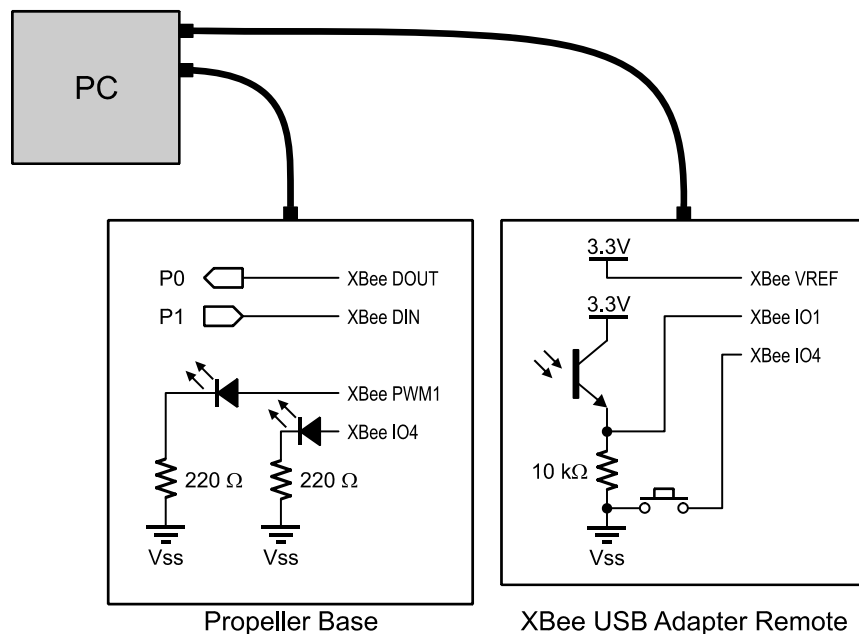 PC
P0
XBee DOUT
P1
XBee DIN
XBee PWM1
XBee IO4
220 Ω
220 Ω
Vss
Vss
Propeller Base
3.3V
XBee VREF
3.3V
XBee IO1
XBee IO4
10 kΩ
Vss
XBee USB Adapter Remote